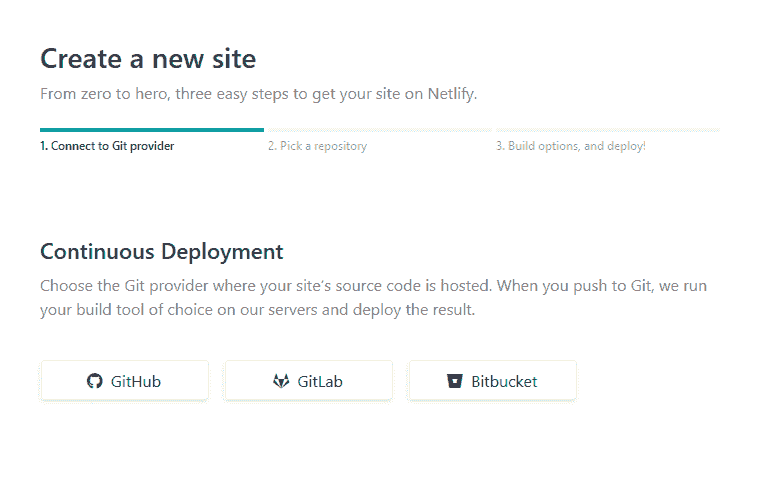 Create a new site
From zero to hero, three easy steps to get your site on Netlify.
1. Connect to Git provider
2. Pick a repository
3. Build options, and deploy!
Continuous Deployment
Choose the Git provider where your site's source code is hosted. When you push to Git, we run
your build tool of choice on our servers and deploy the result.
GitHub
GitLab
Bitbucket